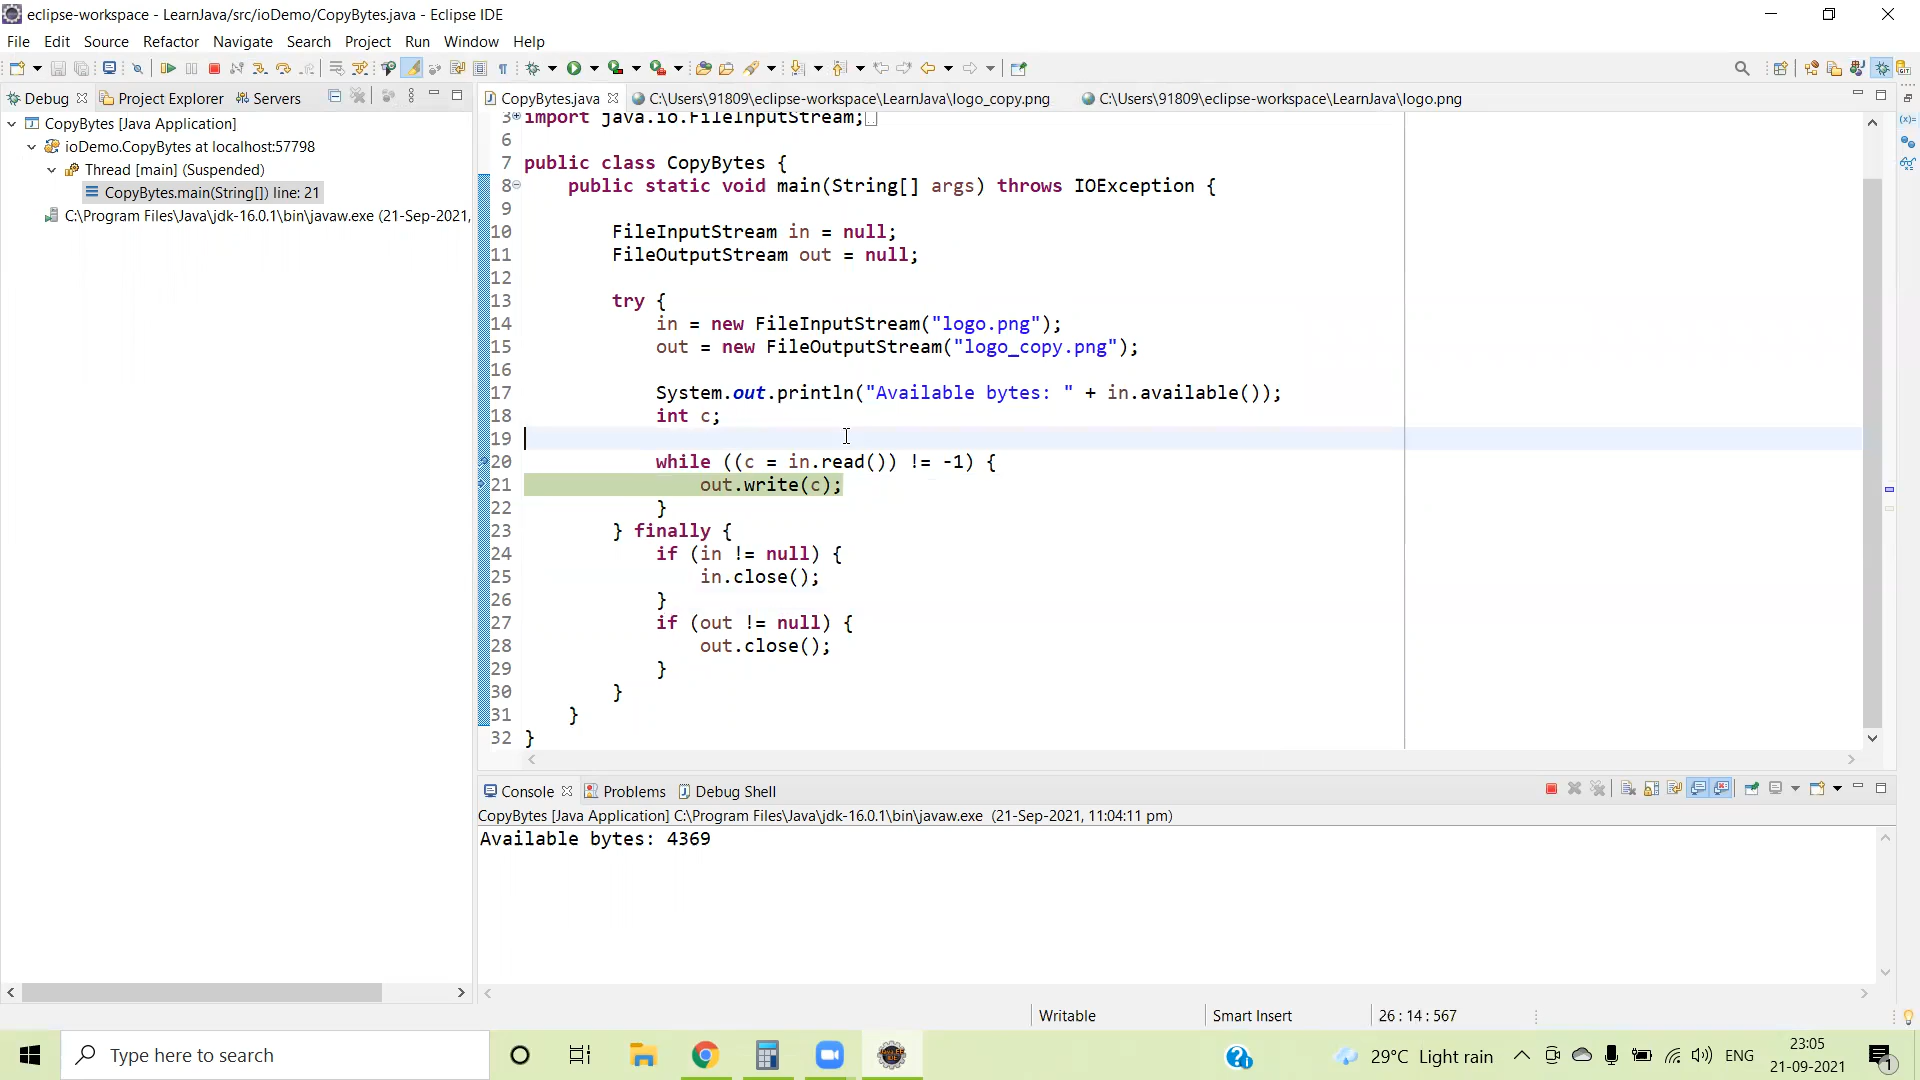 eclipse-workspace - LearnJava/src/ioDemo/CopyBytes.java - Eclipse IDE
File Edit Source Refactor Navigate Search Project Run Window Help
Debug Project Explorer Servers
CopyBytes.java C:\Users\91809\eclipse-workspace\LearnJava\logo_copy.png C:\Users\91809\eclipse-workspace\LearnJava\logo.png
CopyBytes [Java Application]
ioDemo.CopyBytes at localhost:57798
Thread [main] (Suspended)
CopyBytes.main(String[]) line: 21
C:\Program Files\Java\jdk-16.0.1\bin\javaw.exe (21-Sep-2021,
3 import java.io.FileInputStream;
6
7 public class CopyBytes {
8 public static void main(String[] args) throws IOException {
9
10 FileInputStream in = null;
11 FileOutputStream out = null;
12
13 try {
14 in = new FileInputStream("logo.png");
15 out = new FileOutputStream("logo_copy.png");
16
17 System.out.println("Available bytes: " + in.available());
18 int c;
19
20 while ((c = in.read()) != -1) {
21 out.write(c);
22 }
23 } finally {
24 if (in != null) {
25 in.close();
26 }
27 if (out != null) {
28 out.close();
29 }
30 }
31 }
32 }
Console Problems Debug Shell
CopyBytes [Java Application] C:\Program Files\Java\jdk-16.0.1\bin\javaw.exe (21-Sep-2021, 11:04:11 pm)
Available bytes: 4369
Writable Smart Insert 26 : 14 : 567
Type here to search
29°C Light rain
ENG
23:05
21-09-2021
1